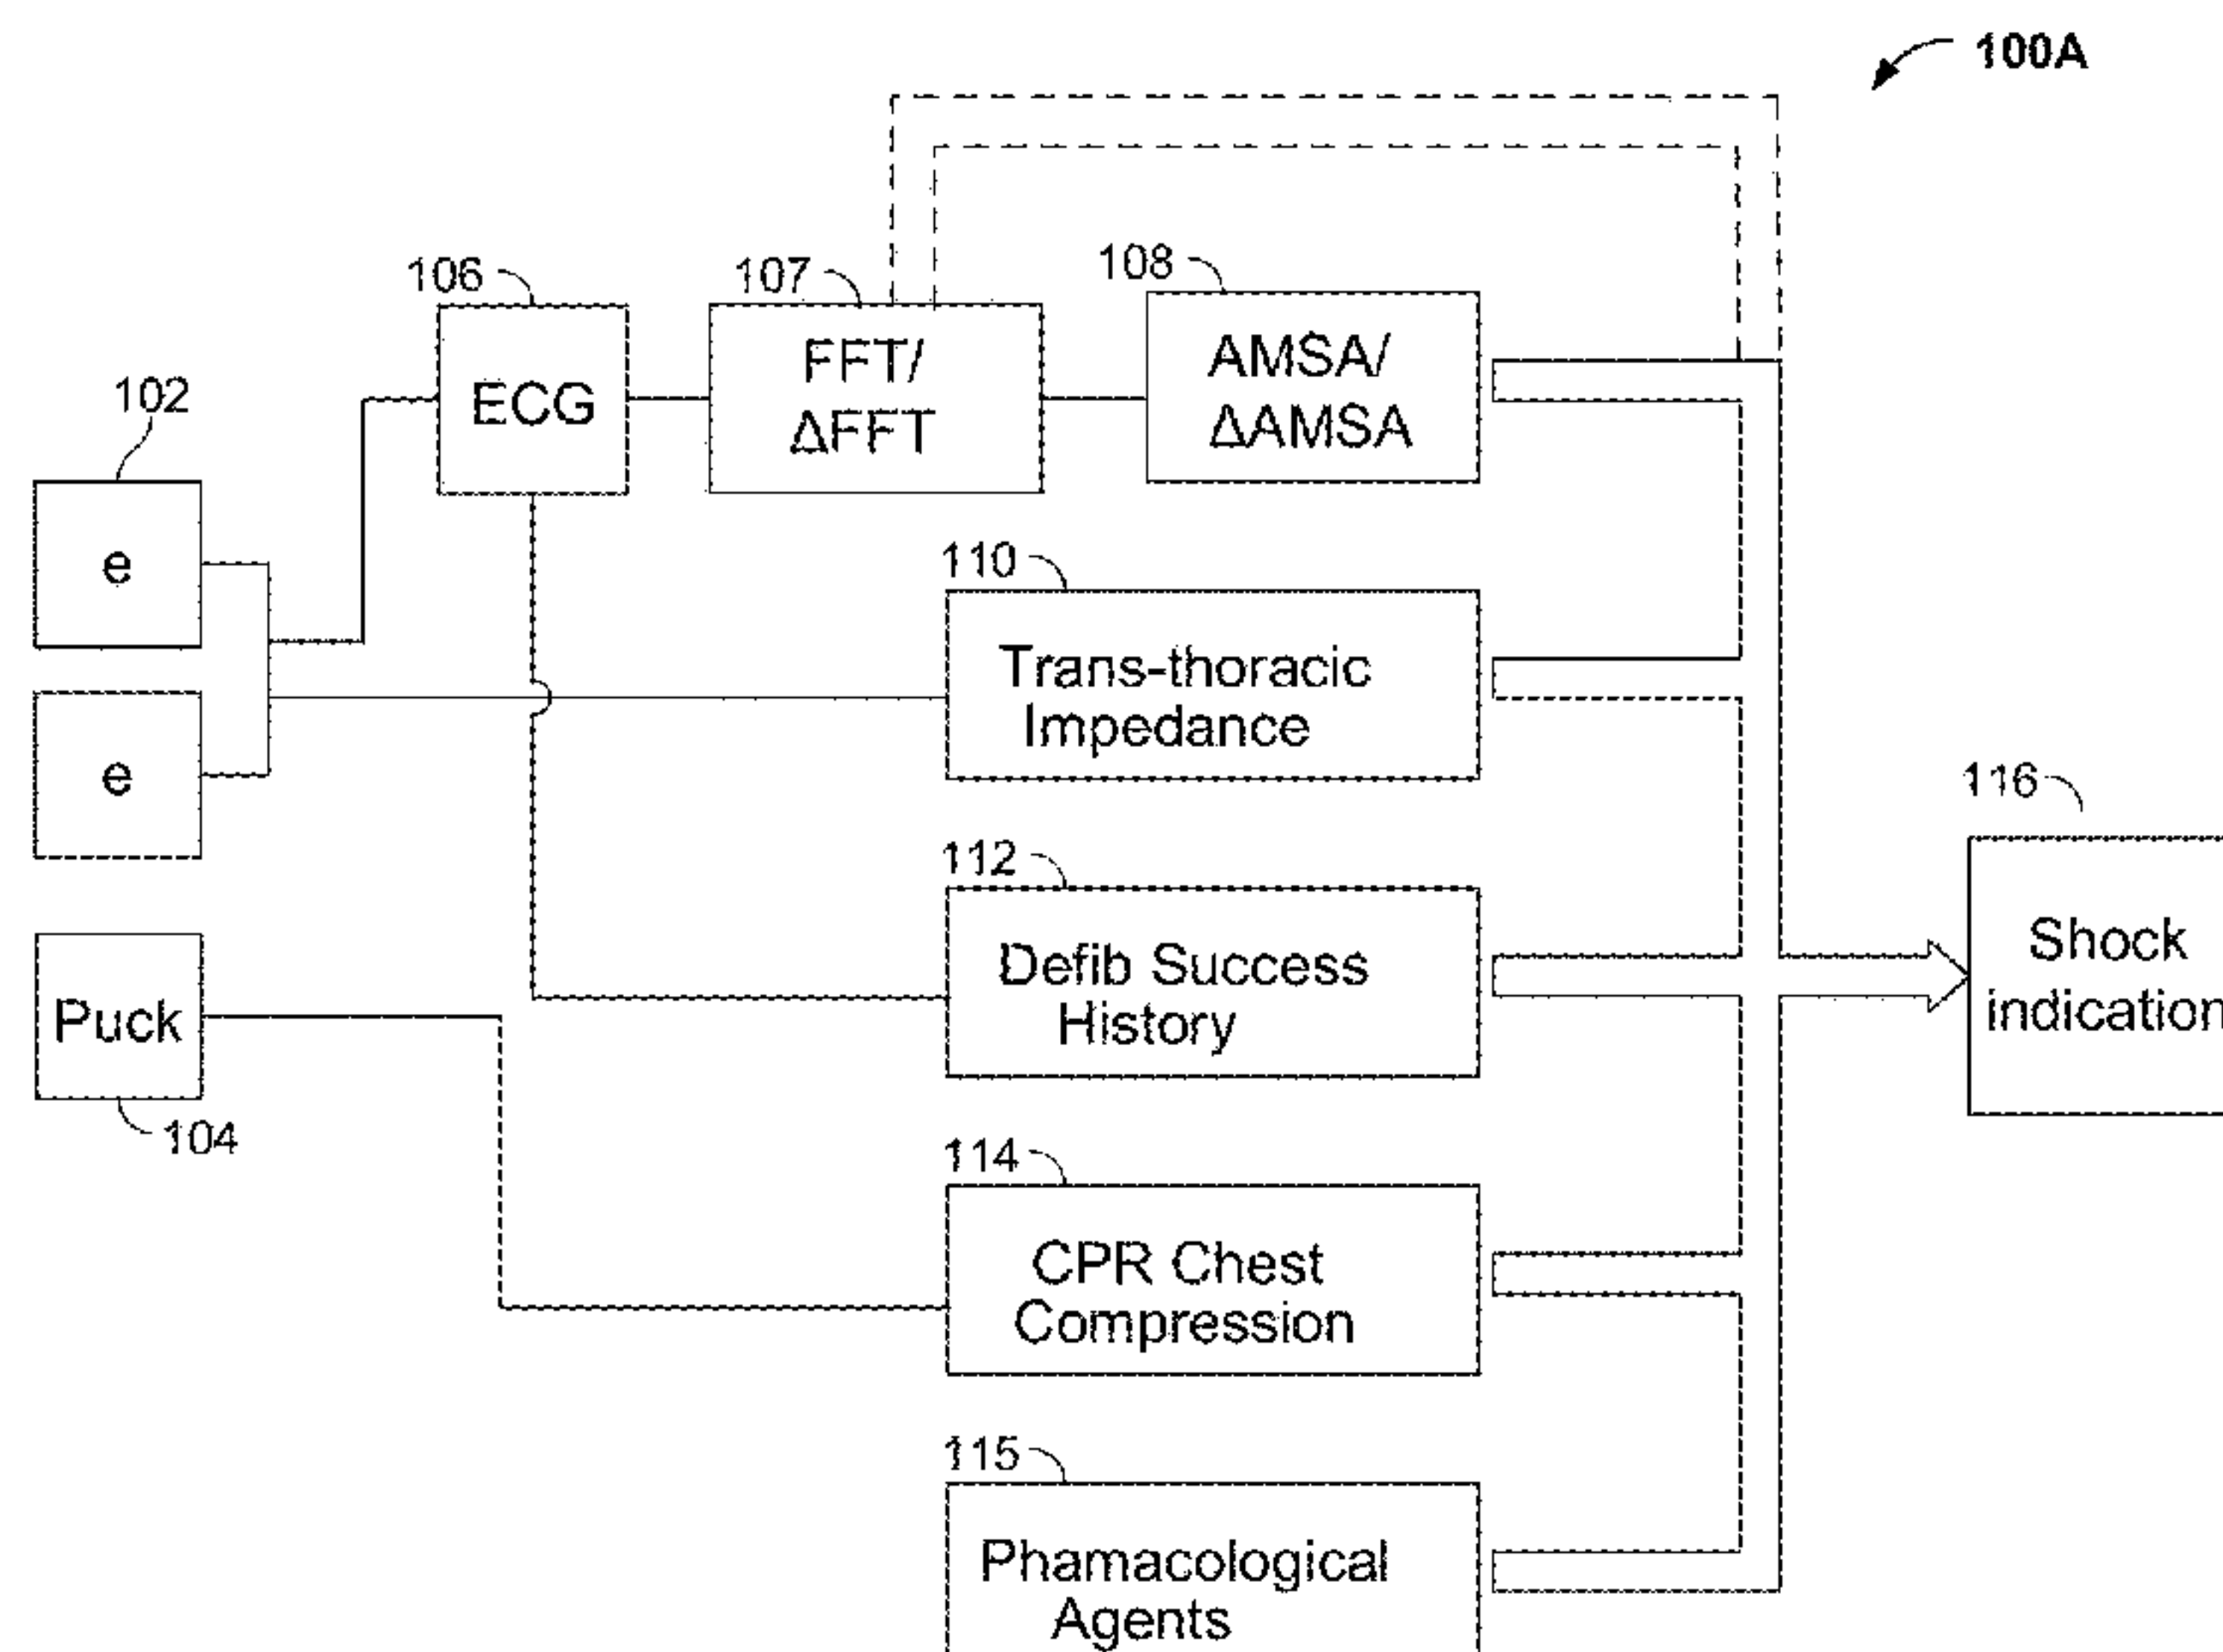 100A
106
107
108
FFT/
ΔFFT
AMSA/
ΔAMSA
ECG
102
e
110
Trans-thoracic
Impedance
e
116
112
Defib Success
History
Shock
indication
Puck
104
114
CPR Chest
Compression
115
Phamacological
Agents